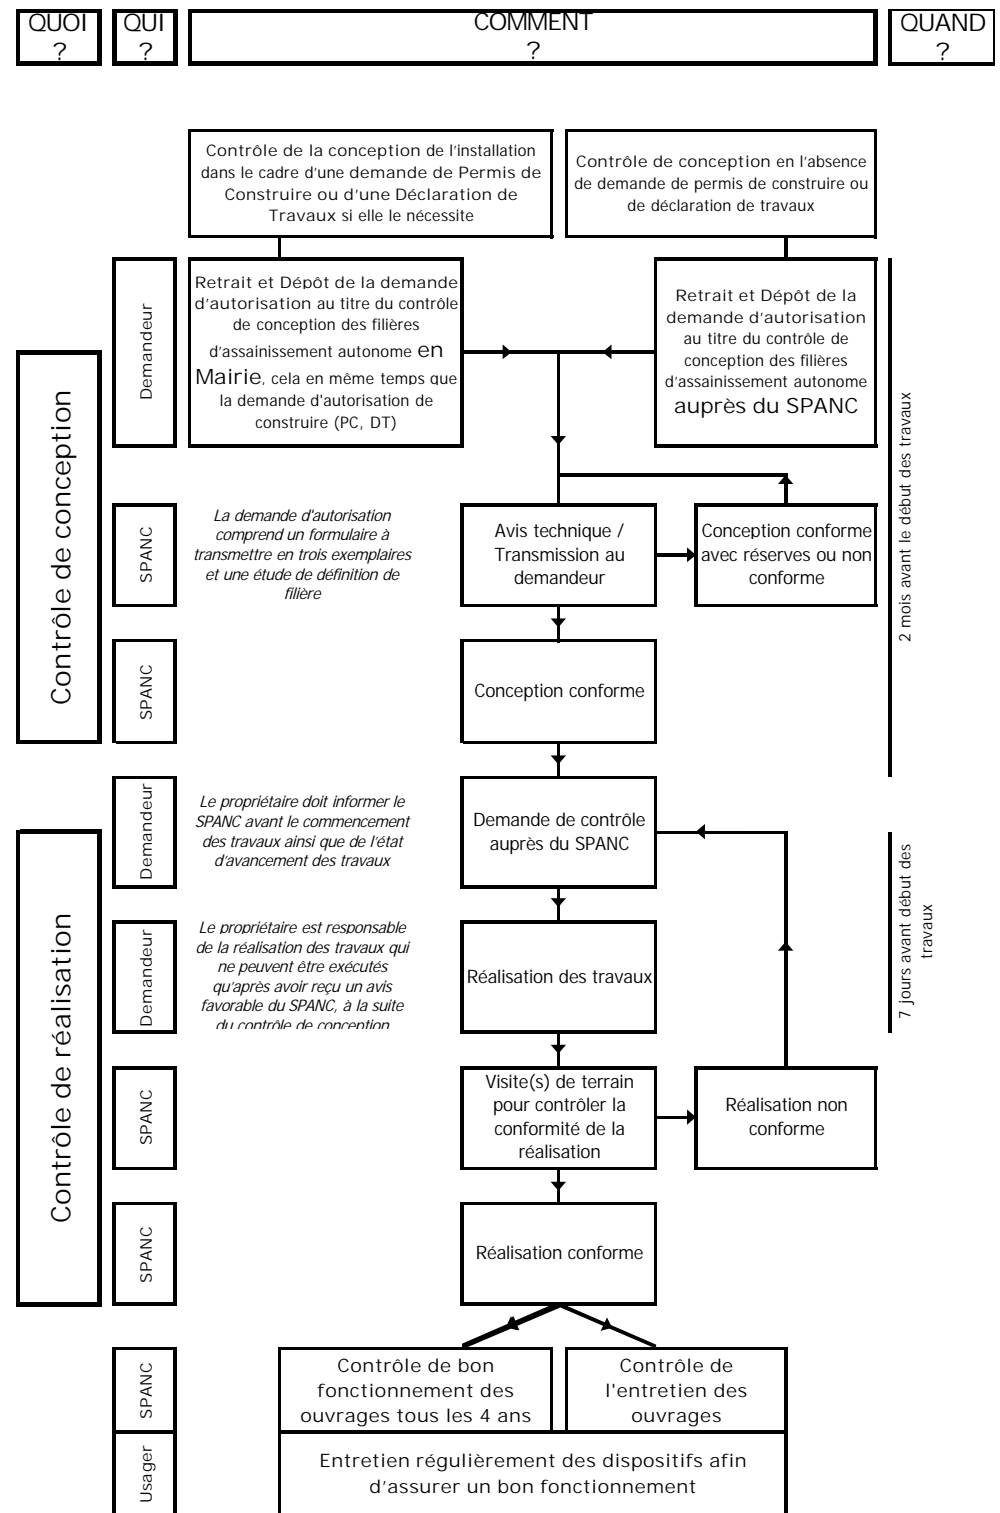 QUOI
?
QUI
?
COMMENT
?
QUAND
?
Contrôle de la conception de l'installation
dans le cadre d'une demande de Permis de
Construire ou d'une Déclaration de
Travaux si elle le nécessite
Contrôle de conception en l'absence
de demande de permis de construire ou
de déclaration de travaux
Contrôle de conception
Demandeur
Retrait et Dépôt de la demande
d'autorisation au titre du contrôle
de conception des filières
d'assainissement autonome en
Mairie, cela en même temps que
la demande d'autorisation de
construire (PC, DT)
Retrait et Dépôt de la
demande d'autorisation
au titre du contrôle de
conception des filières
d'assainissement autonome
auprès du SPANC
2 mois avant le début des travaux
SPANC
La demande d'autorisation
comprend un formulaire à
transmettre en trois exemplaires
et une étude de définition de
filière
Avis technique /
Transmission au
demandeur
Conception conforme
avec réserves ou non
conforme
SPANC
Conception conforme
Contrôle de réalisation
Demandeur
Le propriétaire doit informer le
SPANC avant le commencement
des travaux ainsi que de l'état
d'avancement des travaux
Demande de contrôle
auprès du SPANC
7 jours avant début des
travaux
Demandeur
Le propriétaire est responsable
de la réalisation des travaux qui
ne peuvent être exécutés
qu'après avoir reçu un avis
favorable du SPANC, à la suite
du contrôle de conception
Réalisation des travaux
SPANC
Visite(s) de terrain
pour contrôler la
conformité de la
réalisation
Réalisation non
conforme
SPANC
Réalisation conforme
SPANC
Contrôle de bon
fonctionnement des
ouvrages tous les 4 ans
Contrôle de
l'entretien des
ouvrages
Usager
Entretien régulièrement des dispositifs afin
d'assurer un bon fonctionnement